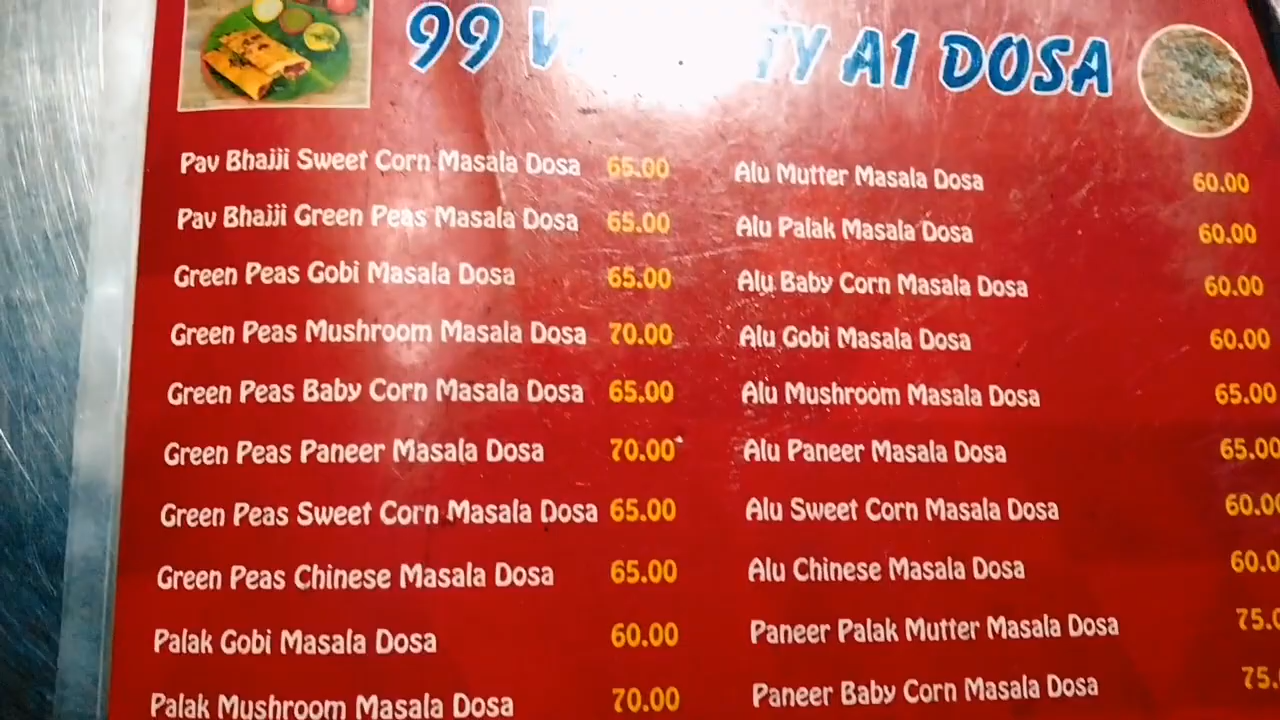 99 TY A1 DOSA
Pav Bhajji Sweet Corn Masala Dosa 65.00
Pav Bhajji Green Peas Masala Dosa 65.00
Green Peas Gobi Masala Dosa 65.00
Green Peas Mushroom Masala Dosa 70.00
Green Peas Baby Corn Masala Dosa 65.00
Green Peas Paneer Masala Dosa 70.00
Green Peas Sweet Corn Masala Dosa 65.00
Green Peas Chinese Masala Dosa 65.00
Palak Gobi Masala Dosa 60.00
Palak Mushroom Masala Dosa 70.00
Alu Mutter Masala Dosa 60.00
Alu Palak Masala Dosa 60.00
Alu Baby Corn Masala Dosa 60.00
Alu Gobi Masala Dosa 60.00
Alu Mushroom Masala Dosa 65.00
Alu Paneer Masala Dosa 65.00
Alu Sweet Corn Masala Dosa 60.00
Alu Chinese Masala Dosa 60.0
Paneer Palak Mutter Masala Dosa 75.0
Paneer Baby Corn Masala Dosa 75.